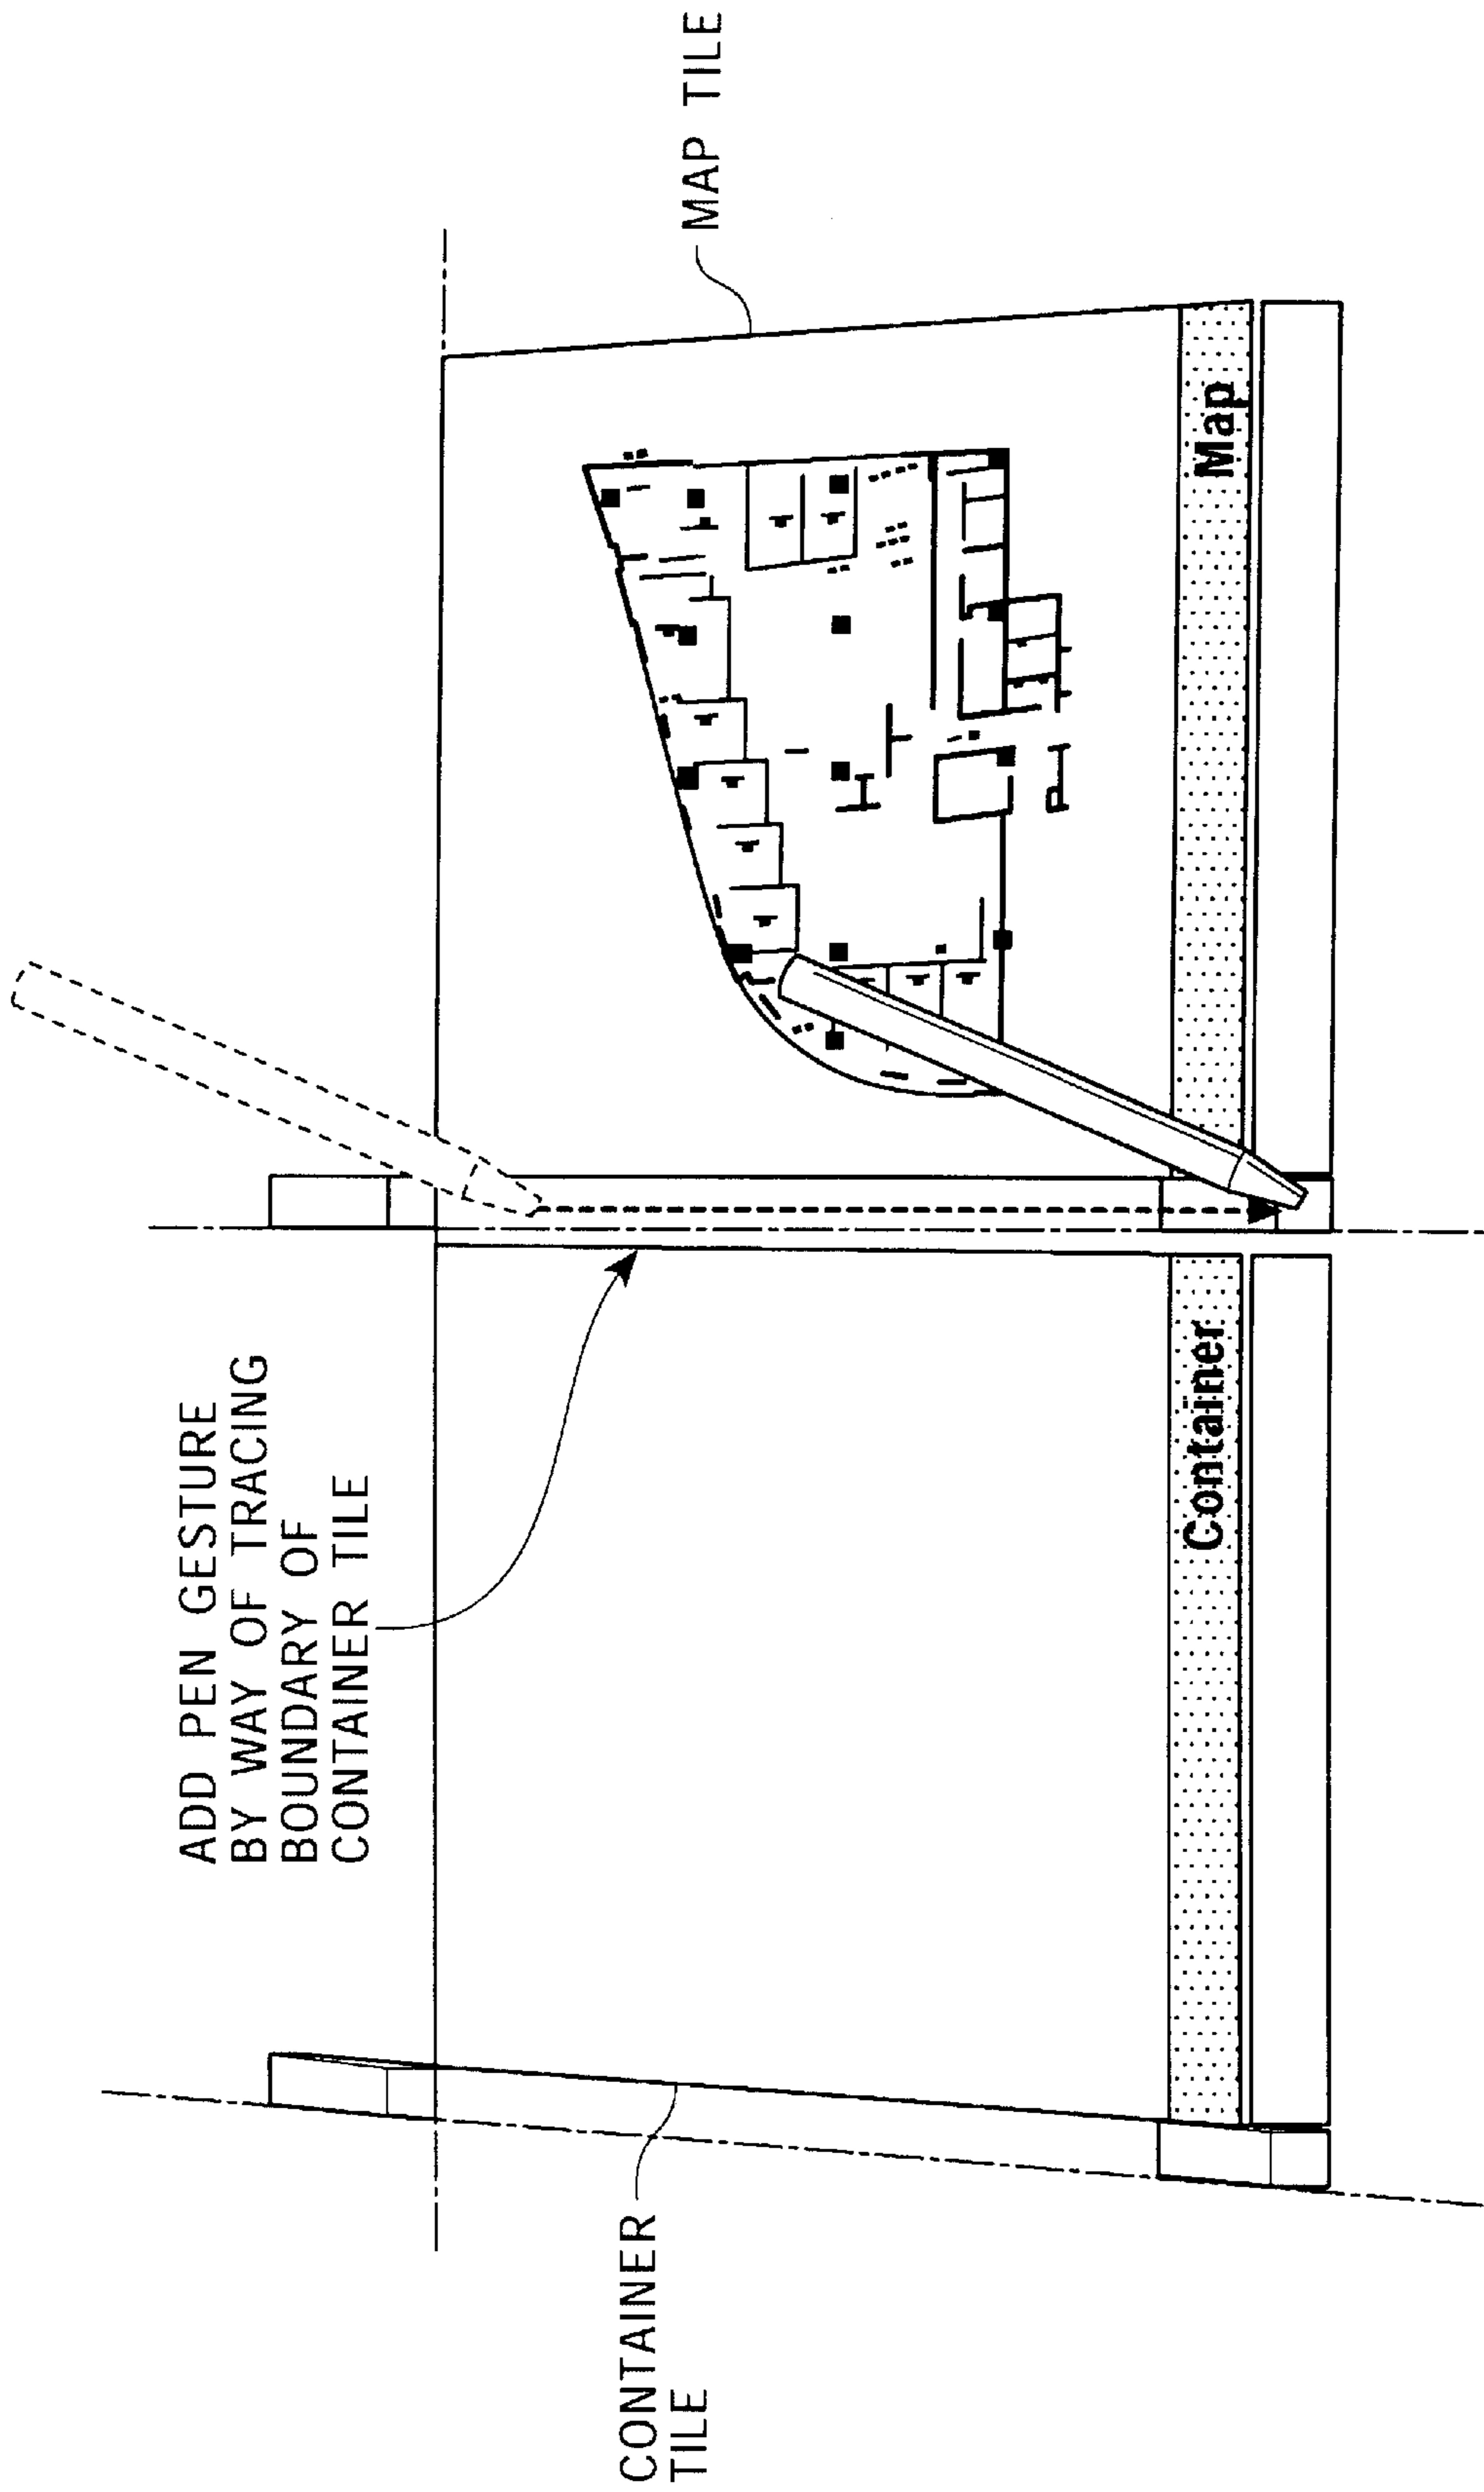 ADD PEN GESTURE
BY WAY OF TRACING
BOUNDARY OF
CONTAINER TILE
CONTAINER
TILE
MAP TILE
Container
Map